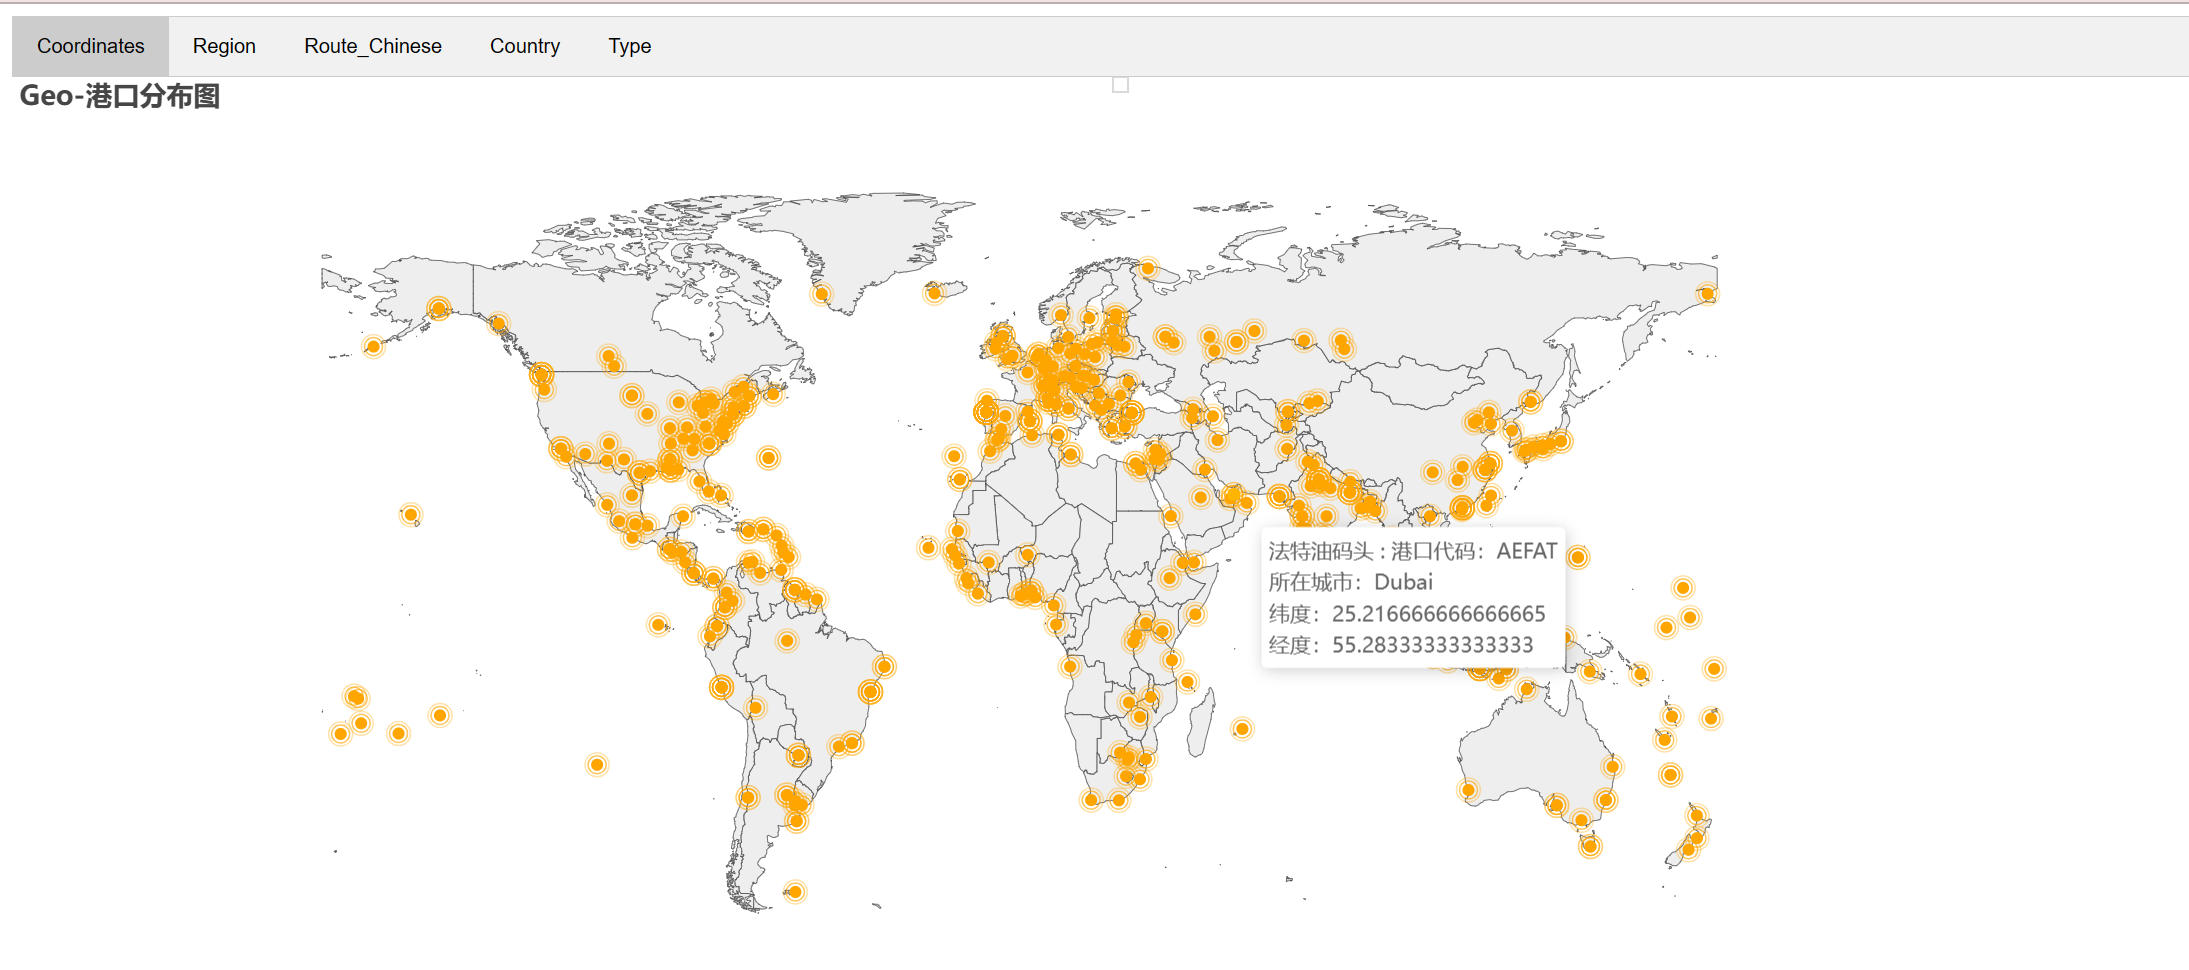 Coordinates Region Route_Chinese Country Type
Geo-港口分布图
法特油码头 : 港口代码：AEFAT
所在城市：Dubai
纬度：25.216666666666665
经度：55.28333333333333